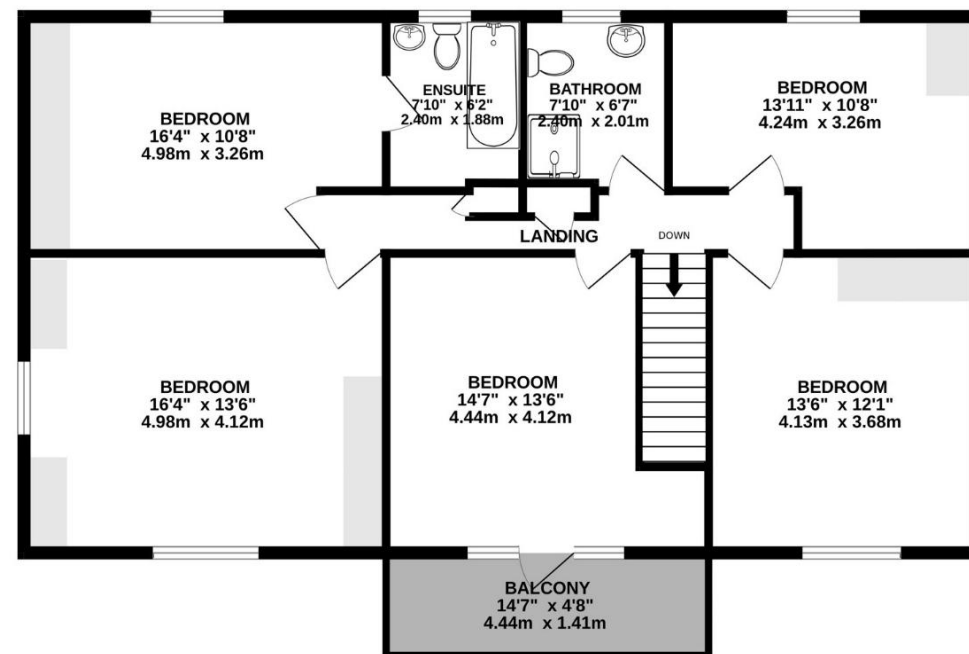 BEDROOM
16'4" x 10'8"
4.98m x 3.26m
ENSUITE
7'10" x 6'2"
2.40m x 1.88m
BATHROOM
7'10" x 6'7"
2.40m x 2.01m
BEDROOM
13'11" x 10'8"
4.24m x 3.26m
LANDING
DOWN
BEDROOM
16'4" x 13'6"
4.98m x 4.12m
BEDROOM
14'7" x 13'6"
4.44m x 4.12m
BEDROOM
13'6" x 12'1"
4.13m x 3.68m
BALCONY
14'7" x 4'8"
4.44m x 1.41m